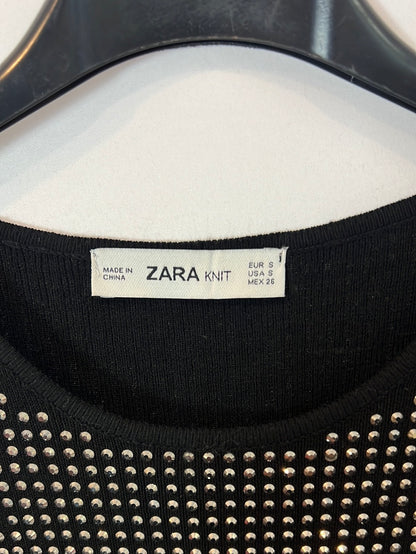 MADE IN
CHINA
ZARA KNIT
EUR S
USA S
MEX 26